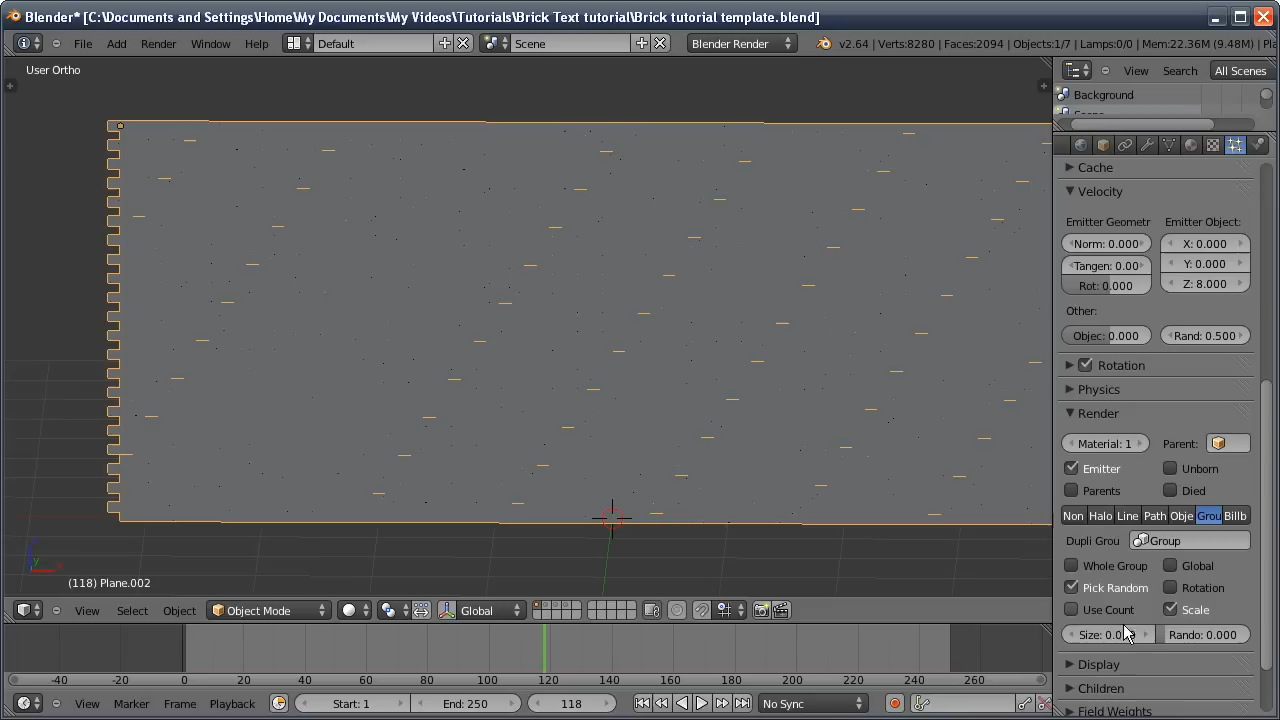 Blender* [C:\Documents and Settings\Home\My Documents\My Videos\Tutorials\Brick Text tutorial\Brick tutorial template.blend]
File Add Render Window Help Default Scene Blender Render v2.64 | Verts:8280 | Faces:2094 | Objects:1/7 | Lamps:0/0 | Mem:22.36M (9.48M) | Pla
User Ortho
View Search All Scenes
Background
Cache
Velocity
Emitter Geometr Emitter Object:
Norm: 0.000 X: 0.000
Tangen: 0.00 Y: 0.000
Rot: 0.000 Z: 8.000
Other:
Objec: 0.000 Rand: 0.500
Rotation
Physics
Render
Material: 1 Parent:
Emitter Unborn
Parents Died
Non Halo Line Path Obje Grou Billb
Dupli Grou Group
Whole Group Global
Pick Random Rotation
Use Count Scale
Size: 0.0 Rando: 0.000
Display
Children
Field Weights
z
y
x
(118) Plane.002
View Select Object Object Mode Global
-40 -20 0 20 40 60 80 100 120 140 160 180 200 220 240 260
View Marker Frame Playback Start: 1 End: 250 118 No Sync